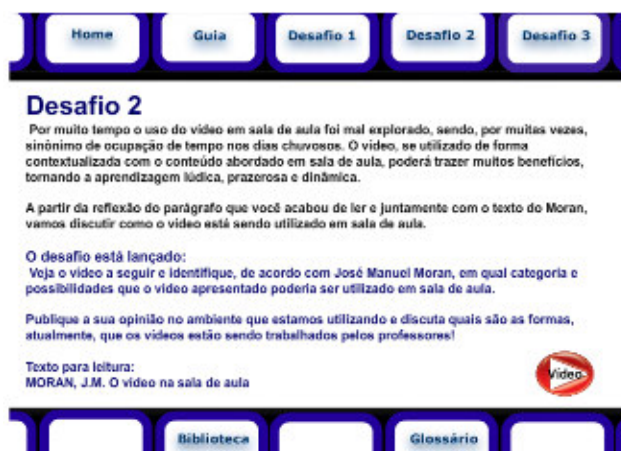 Home Guia Desafio 1 Desafio 2 Desafio 3
Desafio 2
Por muito tempo o uso do vídeo em sala de aula foi mal explorado, sendo, por muitas vezes,
sinônimo de ocupação de tempo nos dias chuvosos. O vídeo, se utilizado de forma
contextualizada com o conteúdo abordado em sala de aula, poderá trazer muitos benefícios,
tornando a aprendizagem lúdica, prazerosa e dinâmica.
A partir da reflexão do parágrafo que você acabou de ler e juntamente com o texto do Moran,
vamos discutir como o vídeo está sendo utilizado em sala de aula.
O desafio está lançado:
Veja o vídeo a seguir e identifique, de acordo com José Manuel Moran, em qual categoria e
possibilidades que o vídeo apresentado poderia ser utilizado em sala de aula.
Publique a sua opinião no ambiente que estamos utilizando e discuta quais são as formas,
atualmente, que os vídeos estão sendo trabalhados pelos professores!
Texto para leitura:
MORAN, J.M. O vídeo na sala de aula
Vídeo
Biblioteca Glossário